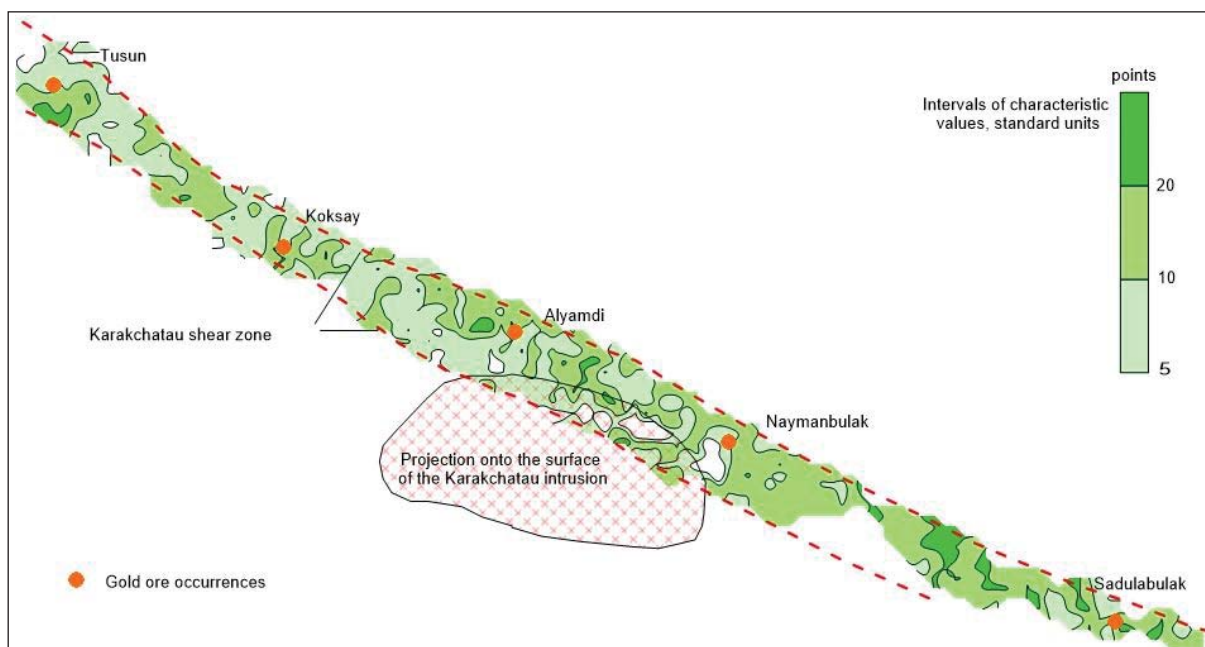 Tusun
points
Intervals of characteristic
values, standard units
20
Koksay
10
Alyamdi
Karakchatau shear zone
5
Naymanbulak
Projection onto the surface
of the Karakchatau intrusion
Gold ore occurrences
Sadulabulak